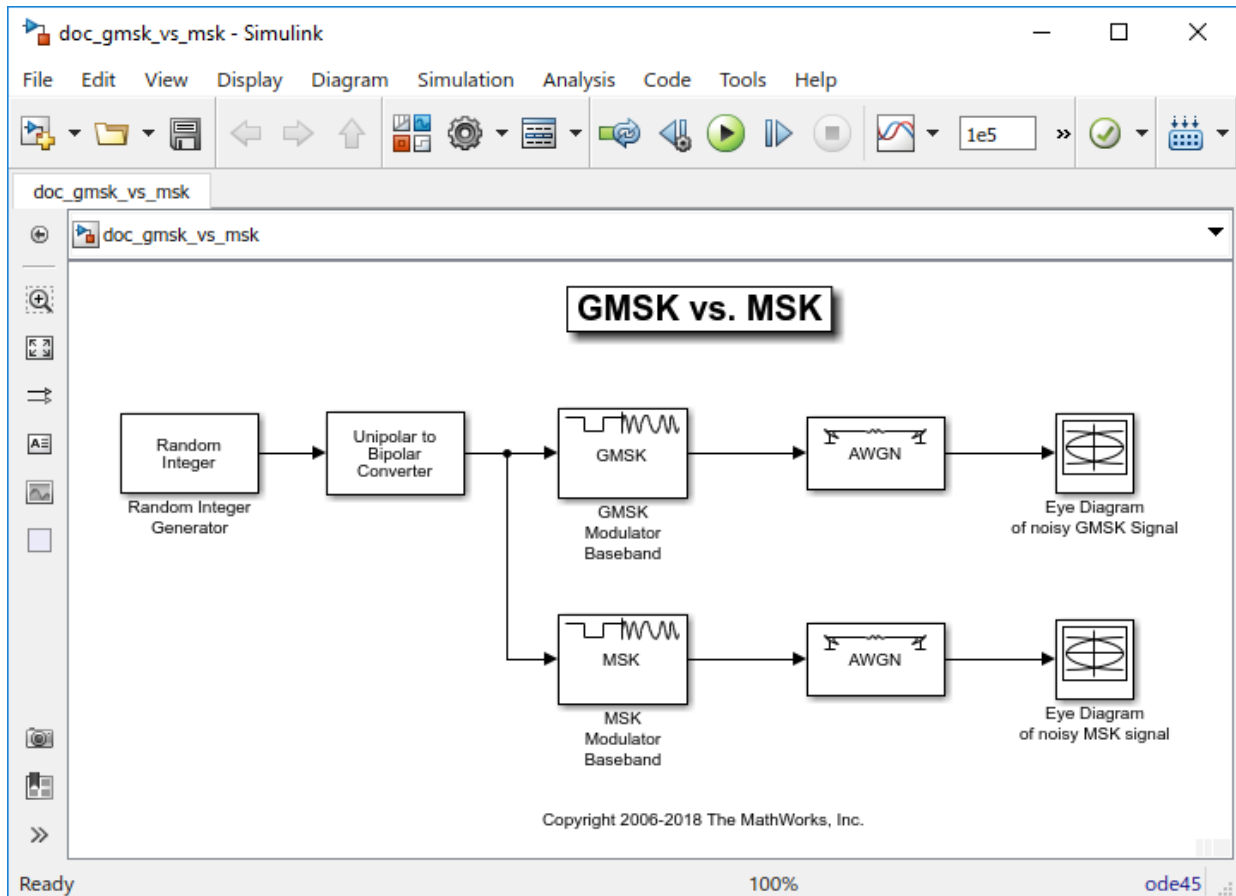 doc_gmsk_vs_msk - Simulink
File Edit View Display Diagram Simulation Analysis Code Tools Help
1e5
doc_gmsk_vs_msk
doc_gmsk_vs_msk
GMSK vs. MSK
Random
Integer
Random Integer
Generator
Unipolar to
Bipolar
Converter
GMSK
GMSK
Modulator
Baseband
AWGN
Eye Diagram
of noisy GMSK Signal
MSK
MSK
Modulator
Baseband
AWGN
Eye Diagram
of noisy MSK signal
Copyright 2006-2018 The MathWorks, Inc.
Ready 100% ode45